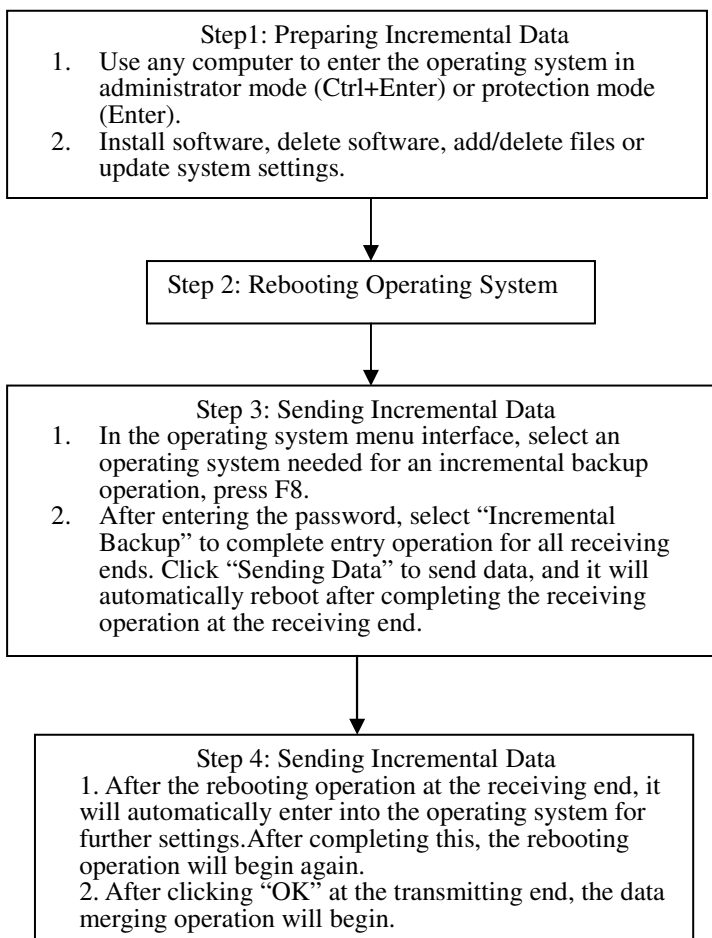 Step1: Preparing Incremental Data
1. Use any computer to enter the operating system in
administrator mode (Ctrl+Enter) or protection mode
(Enter).
2. Install software, delete software, add/delete files or
update system settings.
Step 2: Rebooting Operating System
Step 3: Sending Incremental Data
1. In the operating system menu interface, select an
operating system needed for an incremental backup
operation, press F8.
2. After entering the password, select “Incremental
Backup” to complete entry operation for all receiving
ends. Click “Sending Data” to send data, and it will
automatically reboot after completing the receiving
operation at the receiving end.
Step 4: Sending Incremental Data
1. After the rebooting operation at the receiving end, it
will automatically enter into the operating system for
further settings.After completing this, the rebooting
operation will begin again.
2. After clicking “OK” at the transmitting end, the data
merging operation will begin.